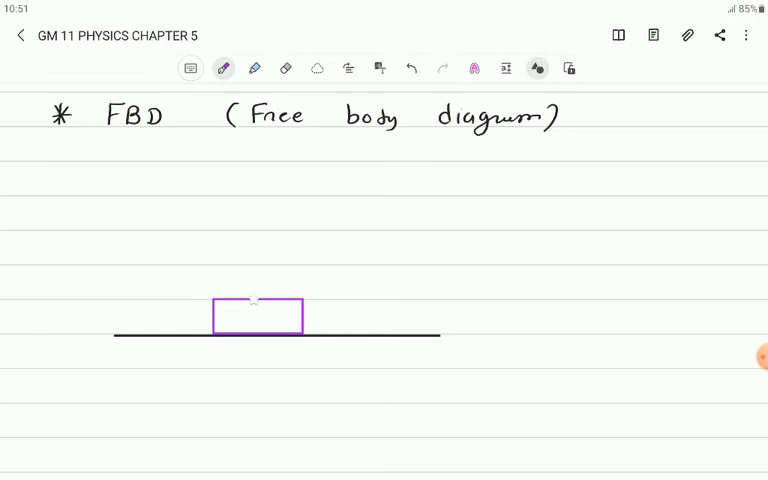 10:51
85%
GM 11 PHYSICS CHAPTER 5
* FBD (Free body diagram)